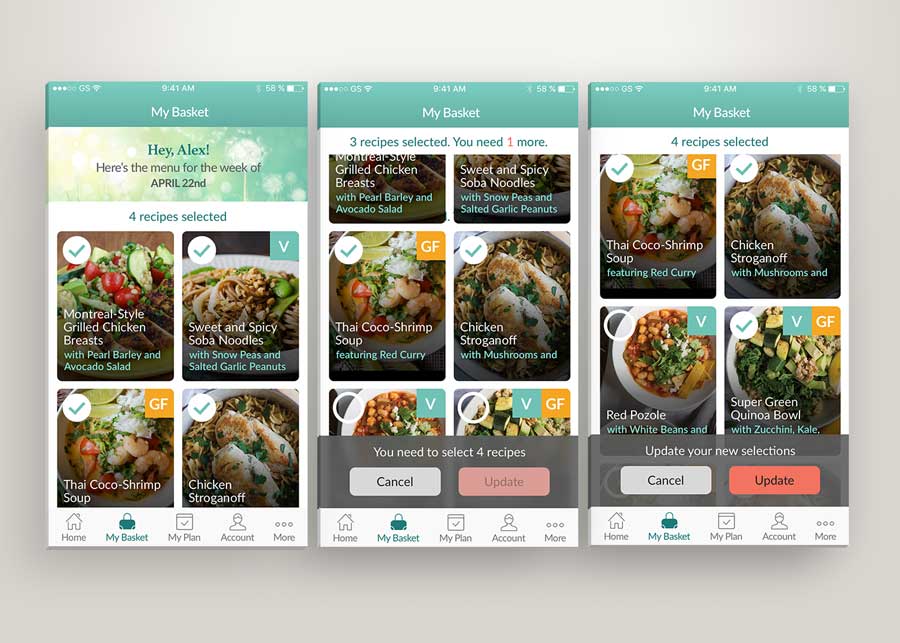 ●●●○○ GS 9:41 AM 58 %
My Basket
Hey, Alex!
Here's the menu for the week of
APRIL 22nd
4 recipes selected
Montreal-Style
Grilled Chicken
Breasts
with Pearl Barley and
Avocado Salad
V
Sweet and Spicy
Soba Noodles
with Snow Peas and
Salted Garlic Peanuts
GF
Thai Coco-Shrimp
Soup
Chicken
Stroganoff
Home My Basket My Plan Account More
●●●○○ GS 9:41 AM 58 %
My Basket
3 recipes selected. You need 1 more.
Montreal-Style
Grilled Chicken
Breasts
with Pearl Barley and
Avocado Salad
Sweet and Spicy
Soba Noodles
with Snow Peas and
Salted Garlic Peanuts
GF
Thai Coco-Shrimp
Soup
featuring Red Curry
Chicken
Stroganoff
with Mushrooms and
V
V GF
You need to select 4 recipes
Cancel Update
Home My Basket My Plan Account More
●●●○○ GS 9:41 AM 58 %
My Basket
4 recipes selected
GF
Thai Coco-Shrimp
Soup
featuring Red Curry
Chicken
Stroganoff
with Mushrooms and
V
Red Pozole
with White Beans and
V GF
Super Green
Quinoa Bowl
with Zucchini, Kale,
Update your new selections
Cancel Update
Home My Basket My Plan Account More